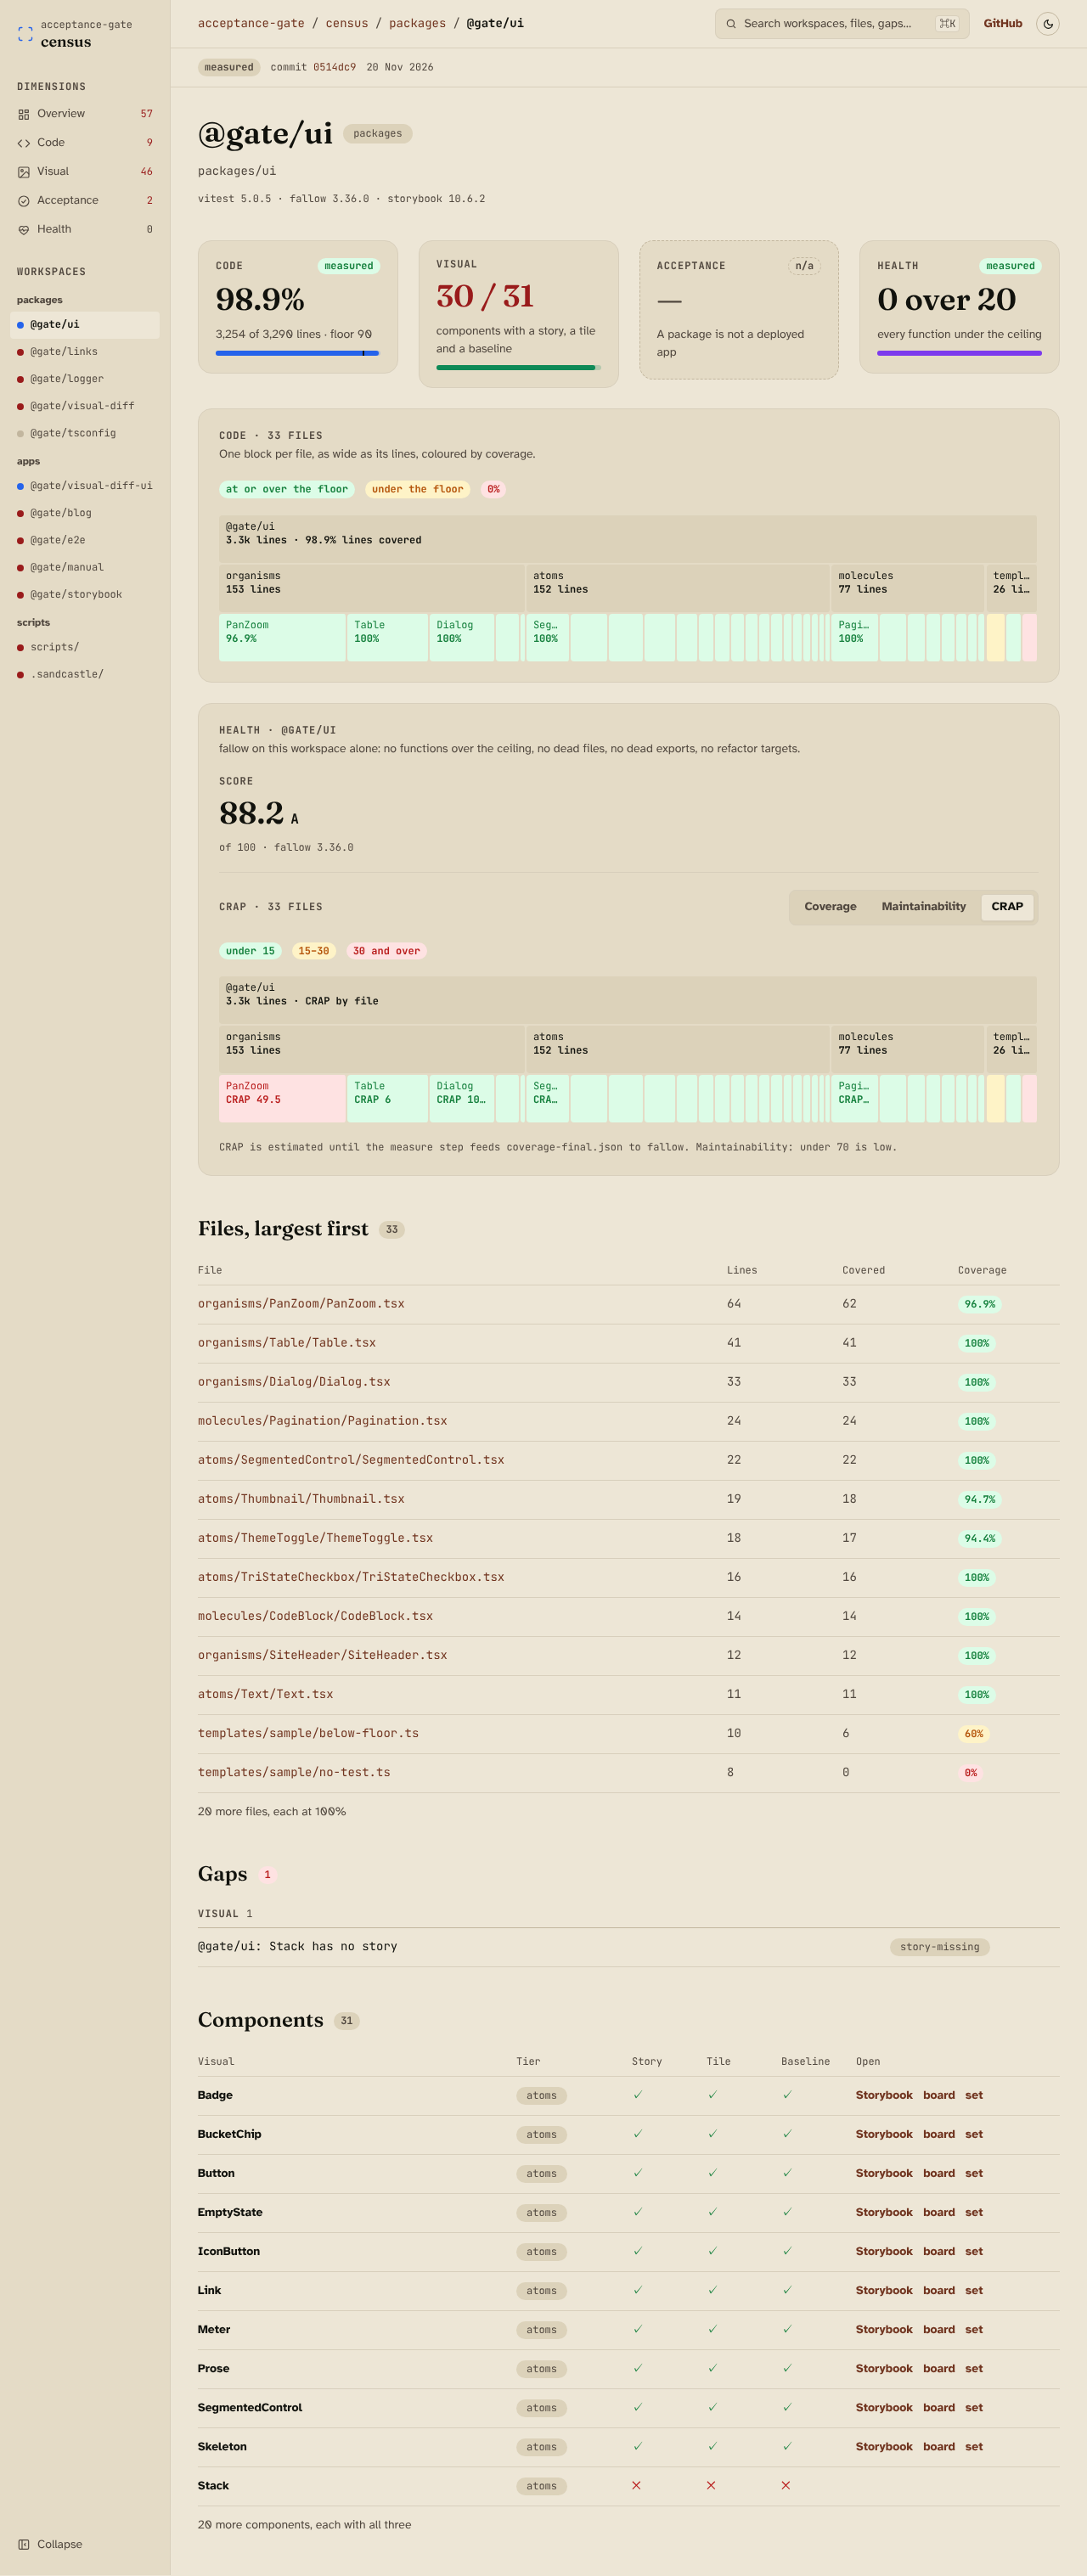 acceptance-gate
census
DIMENSIONS
Overview 57
Code 9
Visual 46
Acceptance 2
Health 0
WORKSPACES
packages
@gate/ui
@gate/links
@gate/logger
@gate/visual-diff
@gate/tsconfig
apps
@gate/visual-diff-ui
@gate/blog
@gate/e2e
@gate/manual
@gate/storybook
scripts
scripts/
.sandcastle/
Collapse
acceptance-gate / census / packages / @gate/ui
Search workspaces, files, gaps... ⌘K GitHub
measured commit 0514dc9 20 Nov 2026
@gate/ui packages
packages/ui
vitest 5.0.5 · fallow 3.36.0 · storybook 10.6.2
CODE measured
98.9%
3,254 of 3,290 lines · floor 90
VISUAL
30 / 31
components with a story, a tile
and a baseline
ACCEPTANCE n/a
—
A package is not a deployed
app
HEALTH measured
0 over 20
every function under the ceiling
CODE · 33 FILES
One block per file, as wide as its lines, coloured by coverage.
at or over the floor under the floor 0%
@gate/ui
3.3k lines · 98.9% lines covered
organisms atoms molecules templ…
153 lines 152 lines 77 lines 26 li…
PanZoom Table Dialog Seg… Pagi…
96.9% 100% 100% 100% 100%
HEALTH · @GATE/UI
fallow on this workspace alone: no functions over the ceiling, no dead files, no dead exports, no refactor targets.
SCORE
88.2 A
of 100 · fallow 3.36.0
CRAP · 33 FILES Coverage Maintainability CRAP
under 15 15–30 30 and over
@gate/ui
3.3k lines · CRAP by file
organisms atoms molecules templ…
153 lines 152 lines 77 lines 26 li…
PanZoom Table Dialog Seg… Pagi…
CRAP 49.5 CRAP 6 CRAP 10… CRA… CRAP…
CRAP is estimated until the measure step feeds coverage-final.json to fallow. Maintainability: under 70 is low.
Files, largest first 33
File Lines Covered Coverage
organisms/PanZoom/PanZoom.tsx 64 62 96.9%
organisms/Table/Table.tsx 41 41 100%
organisms/Dialog/Dialog.tsx 33 33 100%
molecules/Pagination/Pagination.tsx 24 24 100%
atoms/SegmentedControl/SegmentedControl.tsx 22 22 100%
atoms/Thumbnail/Thumbnail.tsx 19 18 94.7%
atoms/ThemeToggle/ThemeToggle.tsx 18 17 94.4%
atoms/TriStateCheckbox/TriStateCheckbox.tsx 16 16 100%
molecules/CodeBlock/CodeBlock.tsx 14 14 100%
organisms/SiteHeader/SiteHeader.tsx 12 12 100%
atoms/Text/Text.tsx 11 11 100%
templates/sample/below-floor.ts 10 6 60%
templates/sample/no-test.ts 8 0 0%
20 more files, each at 100%
Gaps 1
VISUAL 1
@gate/ui: Stack has no story story-missing
Components 31
Visual Tier Story Tile Baseline Open
Badge atoms ✓ ✓ ✓ Storybook board set
BucketChip atoms ✓ ✓ ✓ Storybook board set
Button atoms ✓ ✓ ✓ Storybook board set
EmptyState atoms ✓ ✓ ✓ Storybook board set
IconButton atoms ✓ ✓ ✓ Storybook board set
Link atoms ✓ ✓ ✓ Storybook board set
Meter atoms ✓ ✓ ✓ Storybook board set
Prose atoms ✓ ✓ ✓ Storybook board set
SegmentedControl atoms ✓ ✓ ✓ Storybook board set
Skeleton atoms ✓ ✓ ✓ Storybook board set
Stack atoms ✕ ✕ ✕
20 more components, each with all three